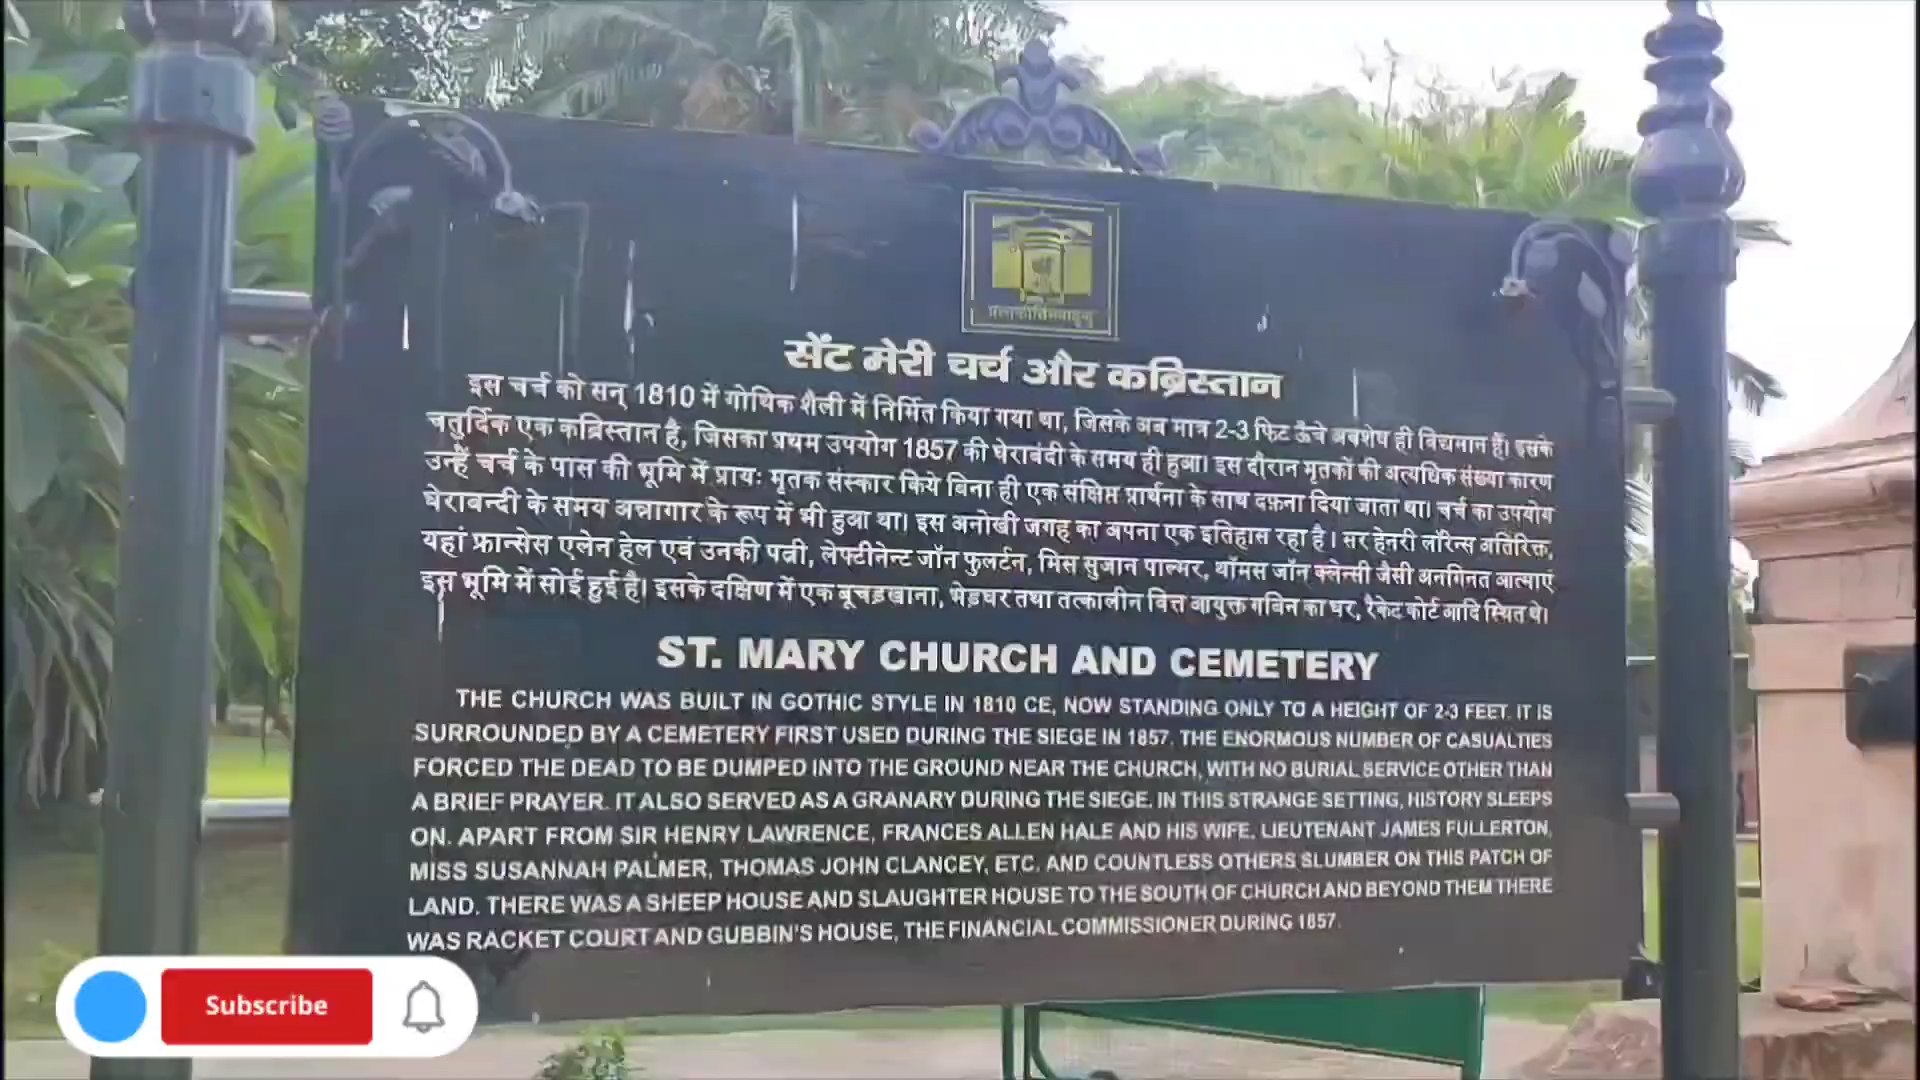 प्रत्नकीर्तिमपावृणु
सेंट मेरी चर्च और कब्रिस्तान
इस चर्च को सन् 1810 में गोथिक शैली में निर्मित किया गया था, जिसके अब मात्र 2-3 फिट ऊँचे अवशेष ही विद्यमान हैं। इसके
चतुर्दिक एक कब्रिस्तान है, जिसका प्रथम उपयोग 1857 की घेराबंदी के समय ही हुआ। इस दौरान मृतकों की अत्यधिक संख्या कारण
उन्हें चर्च के पास की भूमि में प्रायः मृतक संस्कार किये बिना ही एक संक्षिप्त प्रार्थना के साथ दफ़ना दिया जाता था। चर्च का उपयोग
घेराबन्दी के समय अन्नागार के रूप में भी हुआ था। इस अनोखी जगह का अपना एक इतिहास रहा है। सर हेनरी लॉरेन्स अतिरिक्त,
यहां फ्रान्सेस एलेन हेल एवं उनकी पत्नी, लेफ्टीनेन्ट जॉन फुलर्टन, मिस सुजान पाल्मर, थॉमस जॉन क्लेन्सी जैसी अनगिनत आत्माएं
इस भूमि में सोई हुई है। इसके दक्षिण में एक बूचड़खाना, भेड़घर तथा तत्कालीन वित्त आयुक्त गबिन का घर, रैकेट कोर्ट आदि स्थित थे।
ST. MARY CHURCH AND CEMETERY
THE CHURCH WAS BUILT IN GOTHIC STYLE IN 1810 CE, NOW STANDING ONLY TO A HEIGHT OF 2-3 FEET. IT IS
SURROUNDED BY A CEMETERY FIRST USED DURING THE SIEGE IN 1857. THE ENORMOUS NUMBER OF CASUALTIES
FORCED THE DEAD TO BE DUMPED INTO THE GROUND NEAR THE CHURCH, WITH NO BURIAL SERVICE OTHER THAN
A BRIEF PRAYER. IT ALSO SERVED AS A GRANARY DURING THE SIEGE. IN THIS STRANGE SETTING, HISTORY SLEEPS
ON. APART FROM SIR HENRY LAWRENCE, FRANCES ALLEN HALE AND HIS WIFE, LIEUTENANT JAMES FULLERTON,
MISS SUSANNAH PALMER, THOMAS JOHN CLANCEY, ETC. AND COUNTLESS OTHERS SLUMBER ON THIS PATCH OF
LAND. THERE WAS A SHEEP HOUSE AND SLAUGHTER HOUSE TO THE SOUTH OF CHURCH AND BEYOND THEM THERE
WAS RACKET COURT AND GUBBIN'S HOUSE, THE FINANCIAL COMMISSIONER DURING 1857.
Subscribe